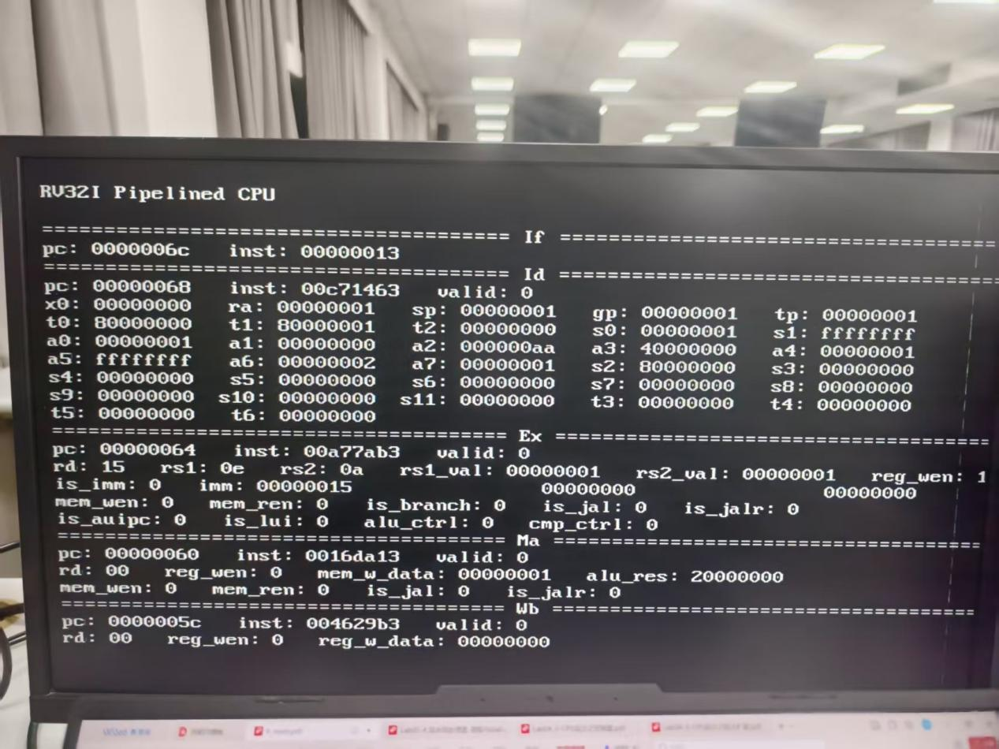 RV32I Pipelined CPU
====================================== If ======================================
pc: 0000006c inst: 00000013
====================================== Id ======================================
pc: 00000068 inst: 00c71463 valid: 0
x0: 00000000 ra: 00000001 sp: 00000001 gp: 00000001 tp: 00000001
t0: 80000000 t1: 80000001 t2: 00000000 s0: 00000001 s1: ffffffff
a0: 00000001 a1: 00000000 a2: 000000aa a3: 40000000 a4: 00000001
a5: ffffffff a6: 00000002 a7: 00000001 s2: 80000000 s3: 00000000
s4: 00000000 s5: 00000000 s6: 00000000 s7: 00000000 s8: 00000000
s9: 00000000 s10: 00000000 s11: 00000000 t3: 00000000 t4: 00000000
t5: 00000000 t6: 00000000
====================================== Ex ======================================
pc: 00000064 inst: 00a77ab3 valid: 0
rd: 15 rs1: 0e rs2: 0a rs1_val: 00000001 rs2_val: 00000001 reg_wen: 1
is_imm: 0 imm: 00000015 00000000 00000000
mem_wen: 0 mem_ren: 0 is_branch: 0 is_jal: 0 is_jalr: 0
is_auipc: 0 is_lui: 0 alu_ctrl: 0 cmp_ctrl: 0
====================================== Ma ======================================
pc: 00000060 inst: 0016da13 valid: 0
rd: 00 reg_wen: 0 mem_w_data: 00000001 alu_res: 20000000
mem_wen: 0 mem_ren: 0 is_jal: 0 is_jalr: 0
====================================== Wb ======================================
pc: 0000005c inst: 004629b3 valid: 0
rd: 00 reg_wen: 0 reg_w_data: 00000000